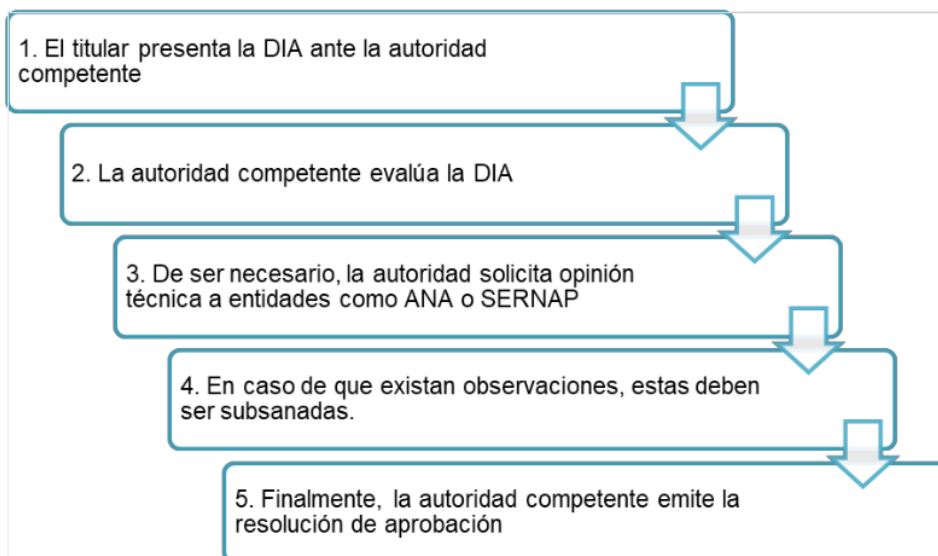 1. El titular presenta la DIA ante la autoridad
competente
2. La autoridad competente evalúa la DIA
3. De ser necesario, la autoridad solicita opinión
técnica a entidades como ANA o SERNAP
4. En caso de que existan observaciones, estas deben
ser subsanadas.
5. Finalmente, la autoridad competente emite la
resolución de aprobación